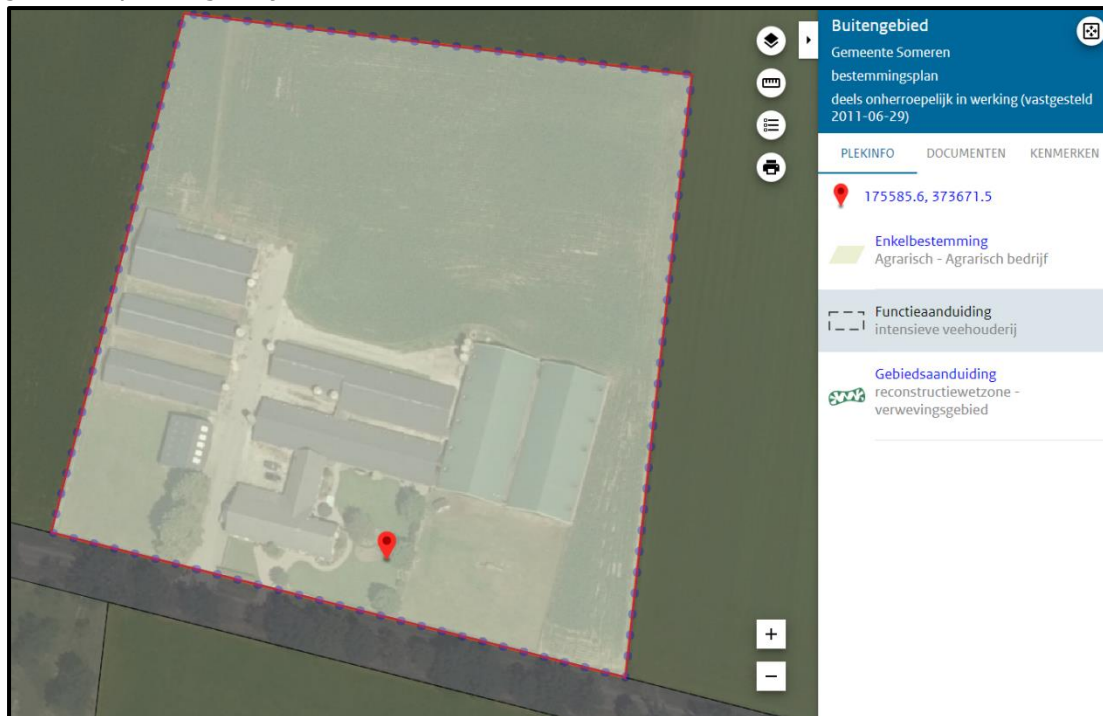 Buitengebied
Gemeente Someren
bestemmingsplan
deels onherroepelijk in werking (vastgesteld
2011-06-29)
PLEKINFO DOCUMENTEN KENMERKEN
175585.6, 373671.5
Enkelbestemming
Agrarisch - Agrarisch bedrijf
Functieaanduiding
intensieve veehouderij
Gebiedsaanduiding
reconstructiewetzone -
verwevingsgebied